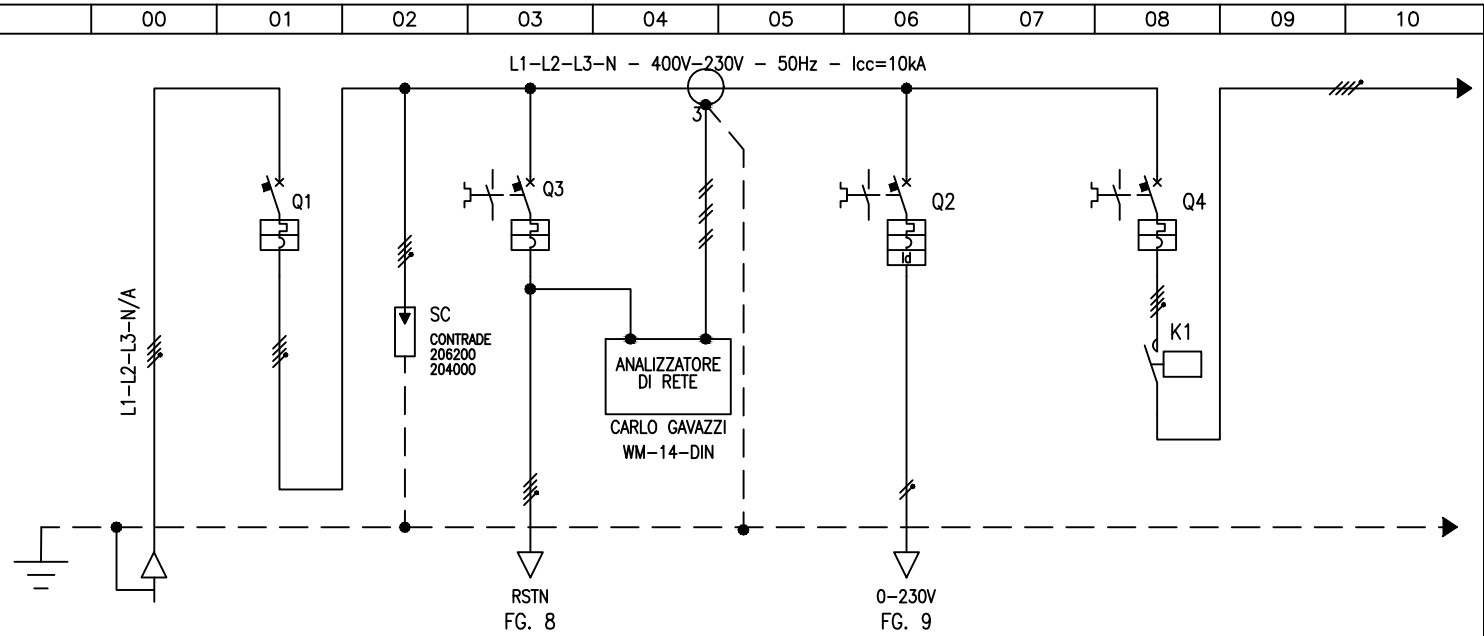 00 01 02 03 04 05 06 07 08 09 10
L1-L2-L3-N - 400V-230V - 50Hz - Icc=10kA
3
Q1
Q3
Q2
Q4
Id
L1-L2-L3-N/A
SC
CONTRADE
206200
204000
K1
ANALIZZATORE
DI RETE
CARLO GAVAZZI
WM-14-DIN
RSTN
FG. 8
0-230V
FG. 9